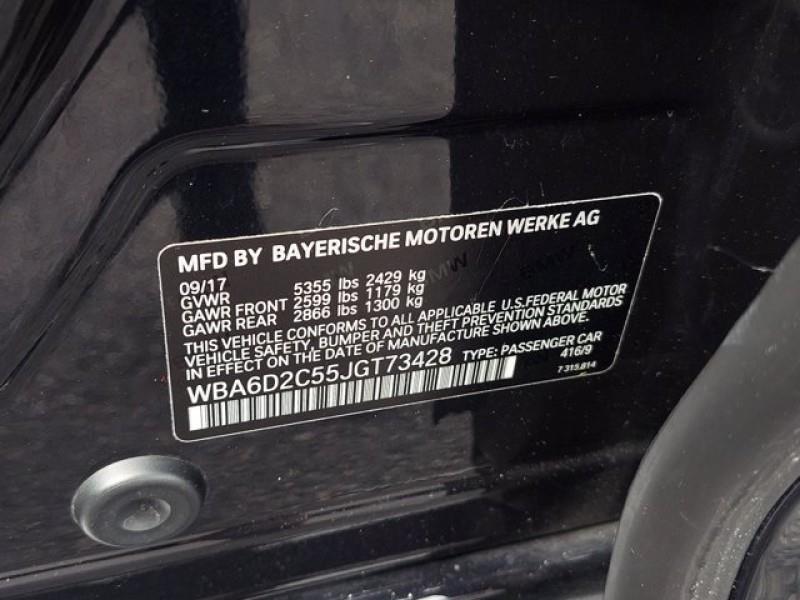 MFD BY BAYERISCHE MOTOREN WERKE AG
09/17
GVWR 5355 lbs 2429 kg
GAWR FRONT 2599 lbs 1179 kg
GAWR REAR 2866 lbs 1300 kg
THIS VEHICLE CONFORMS TO ALL APPLICABLE U.S.FEDERAL MOTOR
VEHICLE SAFETY, BUMPER AND THEFT PREVENTION STANDARDS
IN EFFECT ON THE DATE OF MANUFACTURE SHOWN ABOVE.
WBA6D2C55JGT73428 TYPE: PASSENGER CAR
416/9
7 315.814